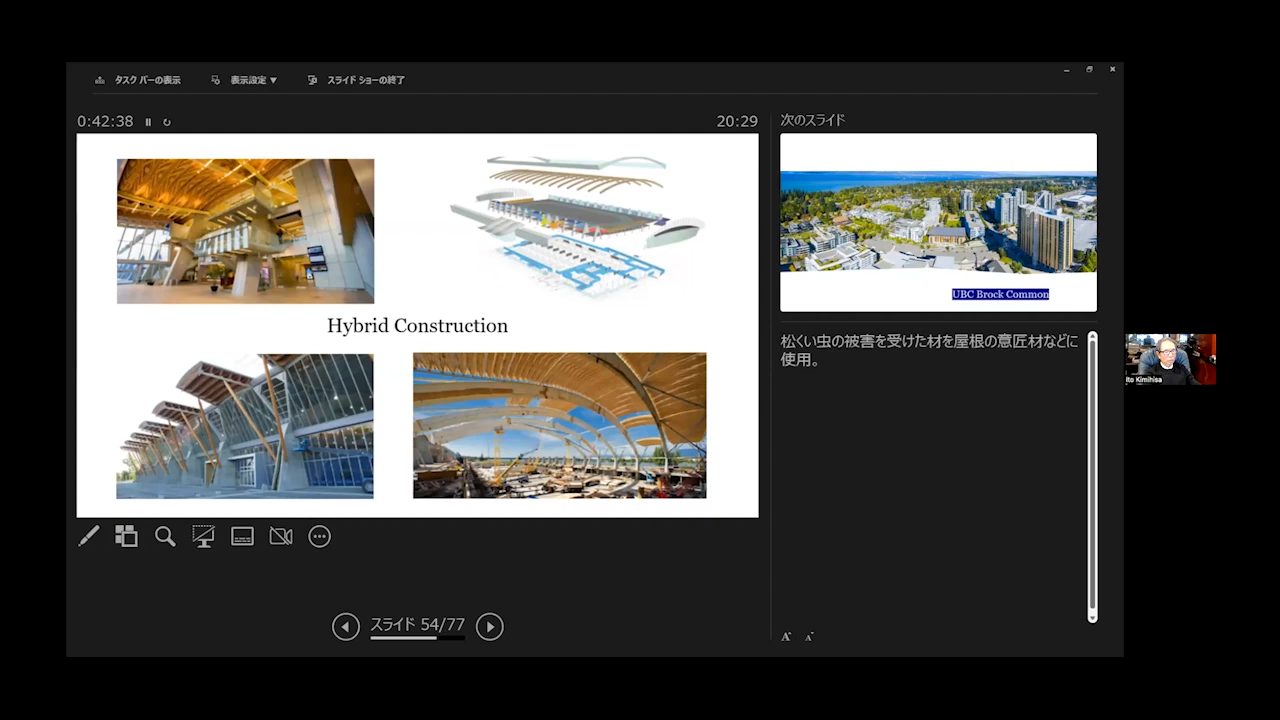 タスク バーの表示
表示設定 ▼
スライド ショーの終了
0:42:38
20:29
次のスライド
Hybrid Construction
UBC Brock Common
松くい虫の被害を受けた材を屋根の意匠材などに
使用。
Ito Kimihisa
スライド 54/77
A A